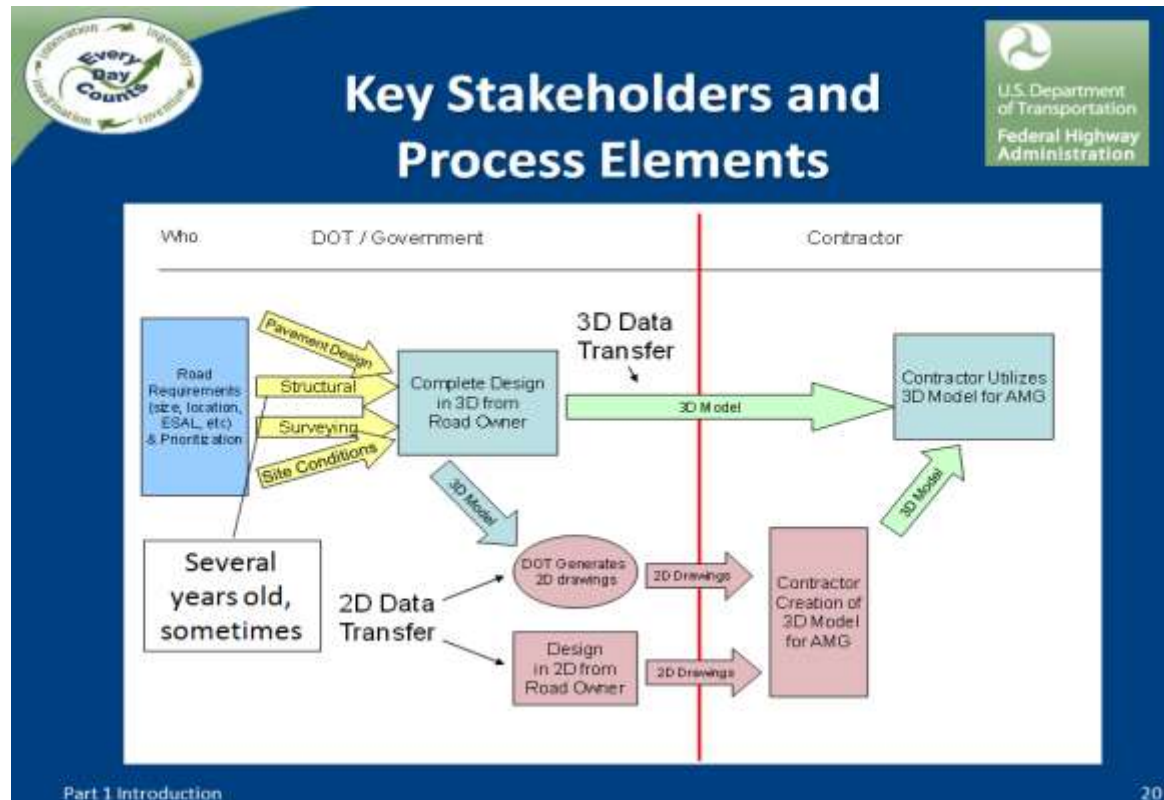 innovation
ingenuity
Every
Day
Counts
imagination
invention
Key Stakeholders and
Process Elements
U.S. Department
of Transportation
Federal Highway
Administration
Who
DOT / Government
Contractor
Road
Requirements
(size, location,
ESAL, etc)
& Prioritization
Pavement Design
Structural
Surveying
Site Conditions
Complete Design
in 3D from
Road Owner
3D Data
Transfer
3D Model
Contractor Utilizes
3D Model for AMG
3D Model
3D Model
Several
years old,
sometimes
2D Data
Transfer
DOT Generates
2D drawings
2D Drawings
Contractor
Creation of
3D Model
for AMG
Design
in 2D from
Road Owner
2D Drawings
Part 1 Introduction
20